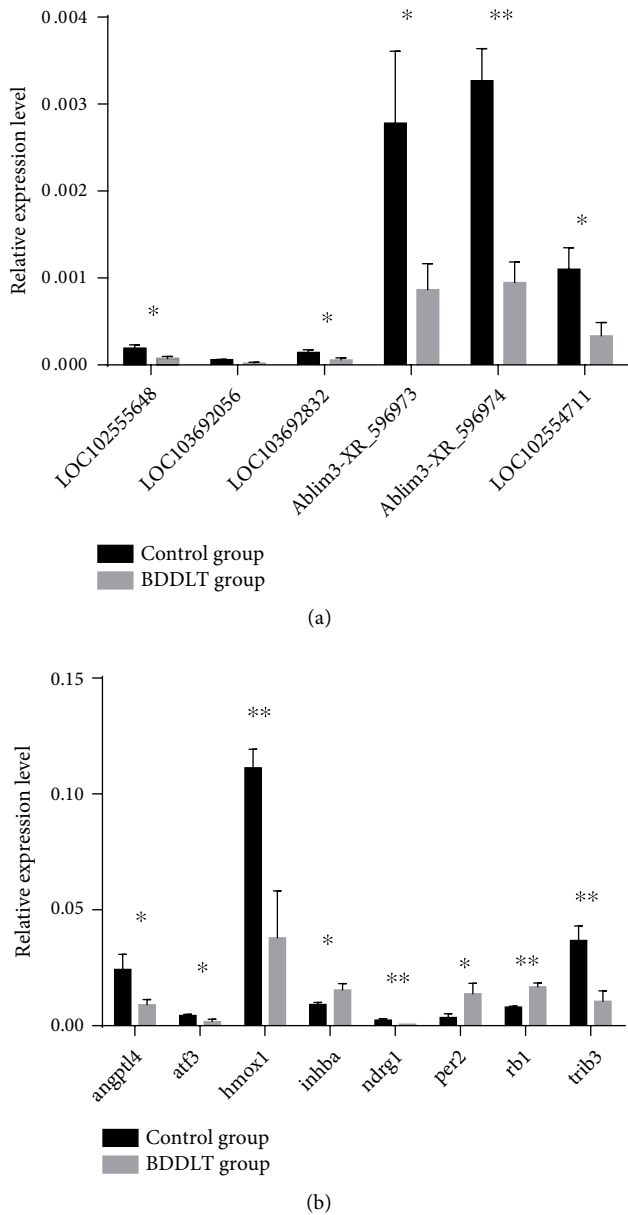 0.004
0.003
0.002
0.001
0.000
Relative expression level
*
*
*
**
*
LOC102555648
LOC103692056
LOC103692832
Ablim3-XR_596973
Ablim3-XR_596974
LOC102554711
Control group
BDDLT group
(a)
0.15
0.10
0.05
0.00
Relative expression level
*
*
**
*
**
*
**
**
angptl4
atf3
hmox1
inhba
ndrg1
per2
rb1
trib3
Control group
BDDLT group
(b)